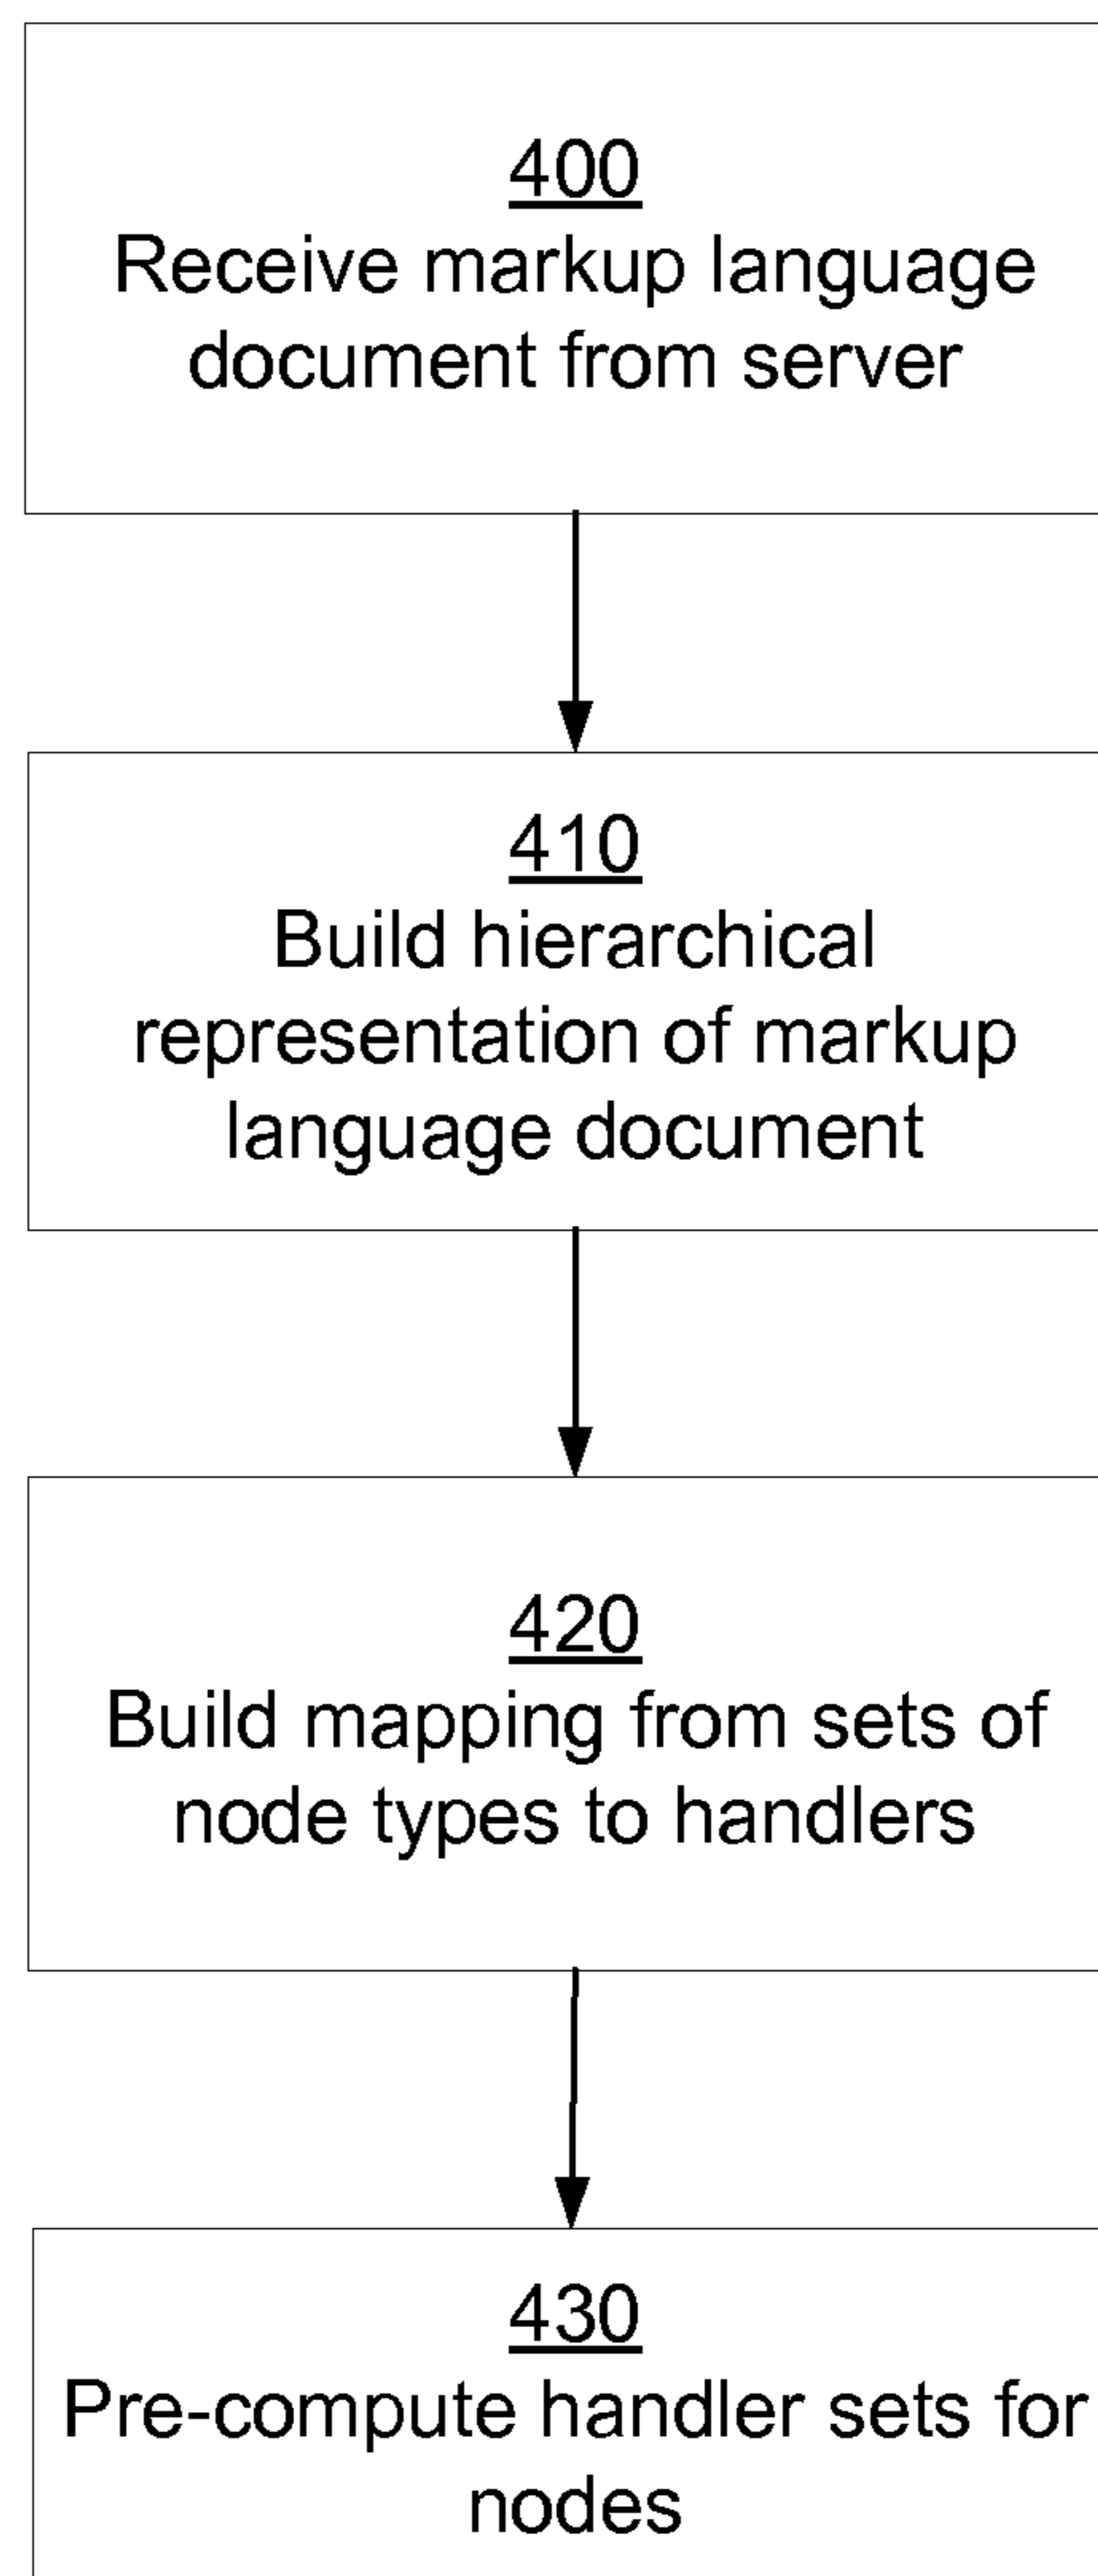 400
Receive markup language
document from server
410
Build hierarchical
representation of markup
language document
420
Build mapping from sets of
node types to handlers
430
Pre-compute handler sets for
nodes